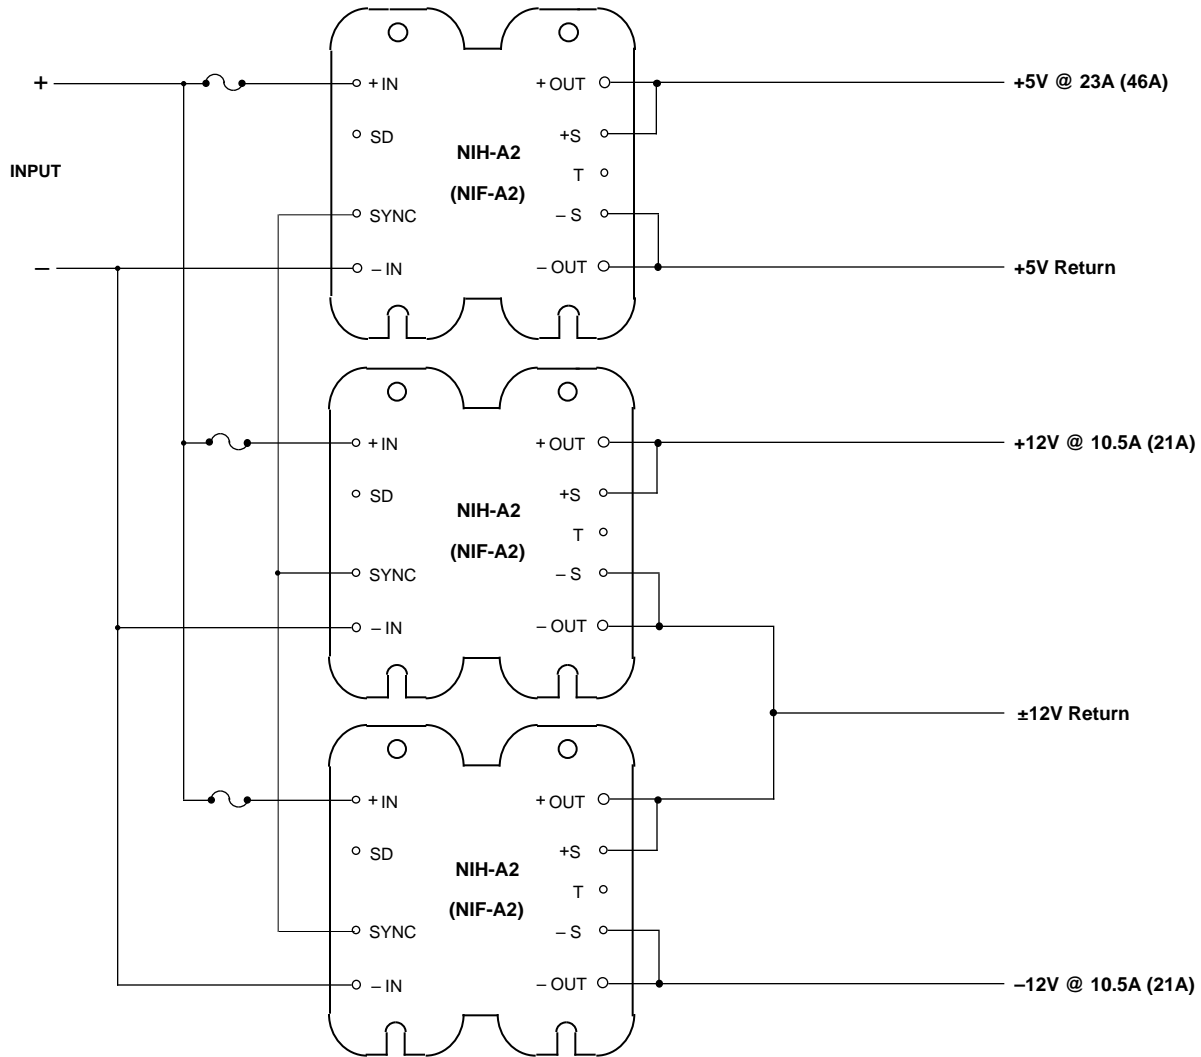 +
INPUT
–
+ IN
SD
SYNC
– IN
NIH-A2
(NIF-A2)
+ OUT
+S
T
– S
– OUT
+5V @ 23A (46A)
+5V Return
+ IN
SD
SYNC
– IN
NIH-A2
(NIF-A2)
+ OUT
+S
T
– S
– OUT
+12V @ 10.5A (21A)
±12V Return
+ IN
SD
SYNC
– IN
NIH-A2
(NIF-A2)
+ OUT
+S
T
– S
– OUT
–12V @ 10.5A (21A)